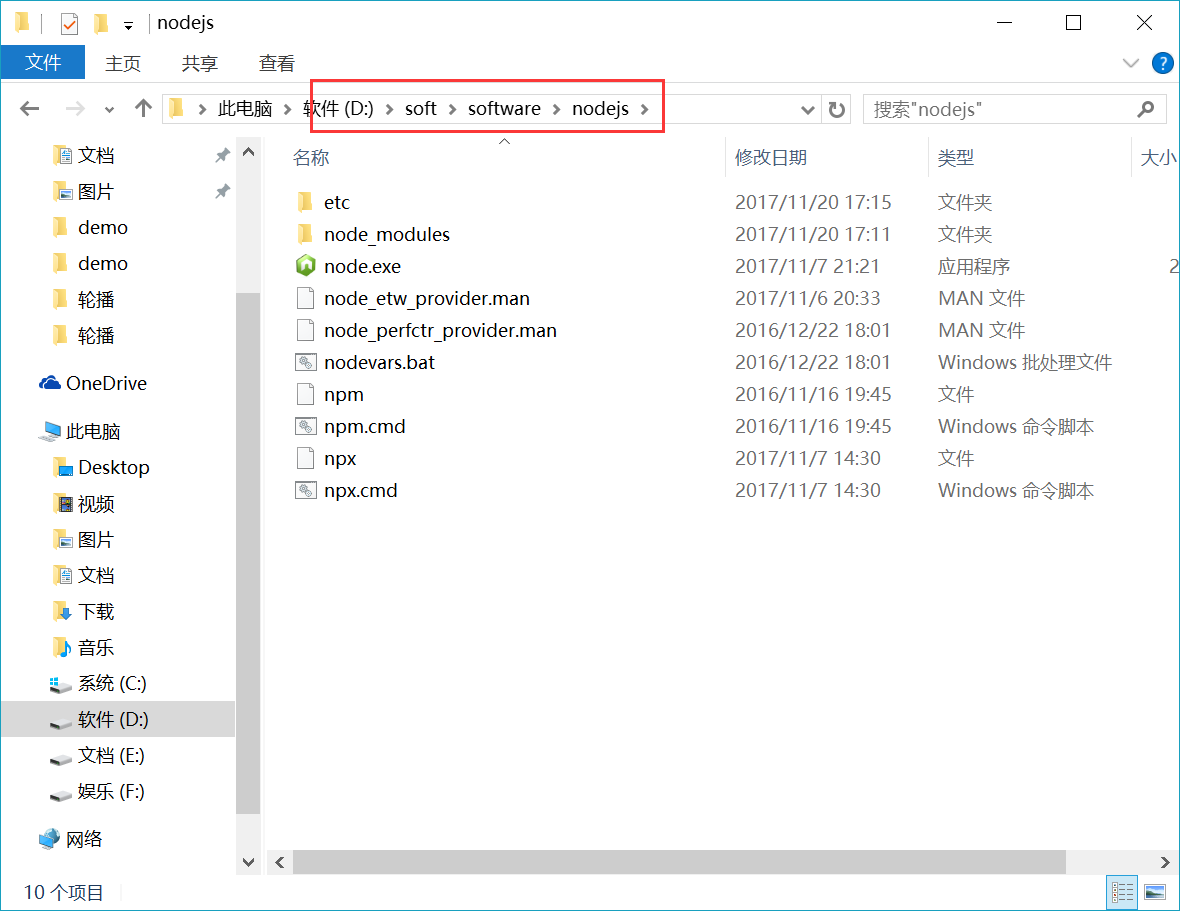 nodejs
文件 主页 共享 查看
此电脑 软件 (D:) soft software nodejs 搜索"nodejs"
名称 修改日期 类型 大小
文档
图片
demo
demo
轮播
轮播
OneDrive
此电脑
Desktop
视频
图片
文档
下载
音乐
系统 (C:)
软件 (D:)
文档 (E:)
娱乐 (F:)
网络
etc 2017/11/20 17:15 文件夹
node_modules 2017/11/20 17:11 文件夹
node.exe 2017/11/7 21:21 应用程序 2
node_etw_provider.man 2017/11/6 20:33 MAN 文件
node_perfctr_provider.man 2016/12/22 18:01 MAN 文件
nodevars.bat 2016/12/22 18:01 Windows 批处理文件
npm 2016/11/16 19:45 文件
npm.cmd 2016/11/16 19:45 Windows 命令脚本
npx 2017/11/7 14:30 文件
npx.cmd 2017/11/7 14:30 Windows 命令脚本
10 个项目